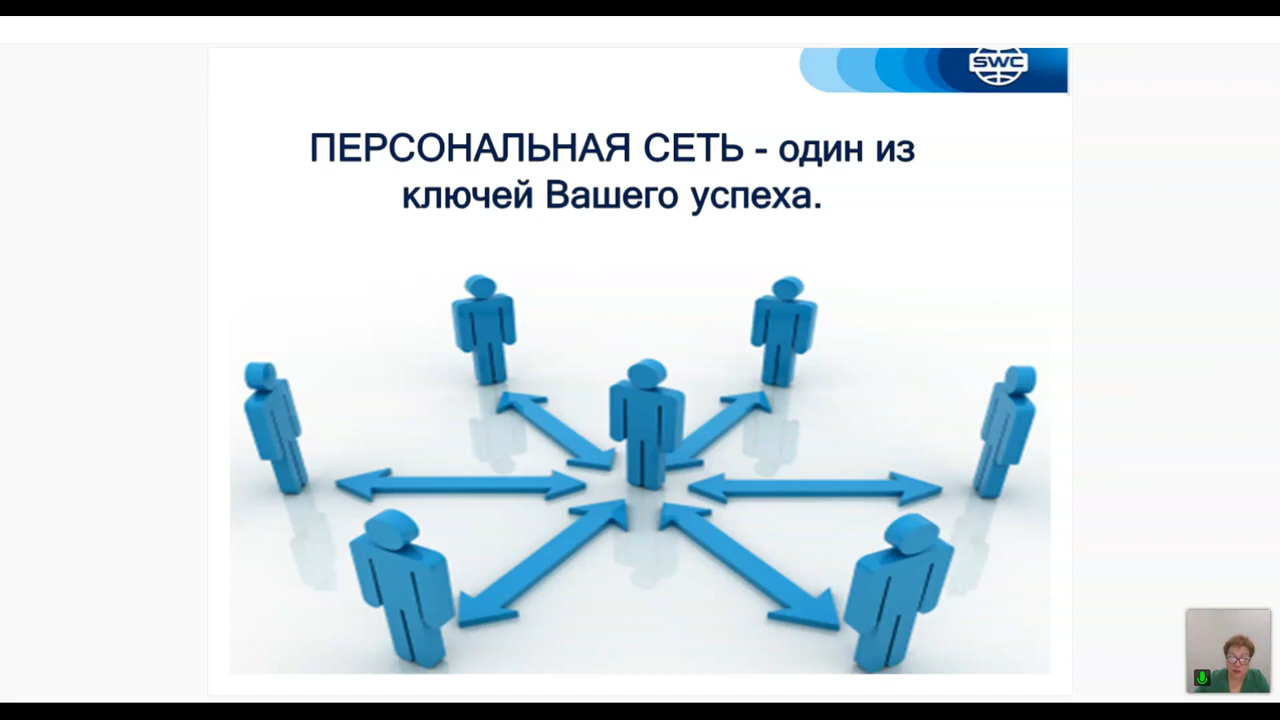 SWC
ПЕРСОНАЛЬНАЯ СЕТЬ - один из
ключей Вашего успеха.